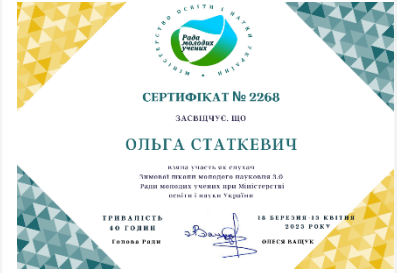 МІНІСТЕРСТВО ОСВІТИ І НАУКИ УКРАЇНИ
Рада
молодих
учених
СЕРТИФІКАТ № 2268
ЗАСВІДЧУЄ, ЩО
ОЛЬГА СТАТКЕВИЧ
взяла участь як слухач
Зимової школи молодого науковця 3.0
Ради молодих учених при Міністерстві
освіти і науки України
ТРИВАЛІСТЬ
40 ГОДИН
Голова Ради
18 БЕРЕЗНЯ-13 КВІТНЯ
2023 РОКУ
ОЛЕСЯ ВАЩУК